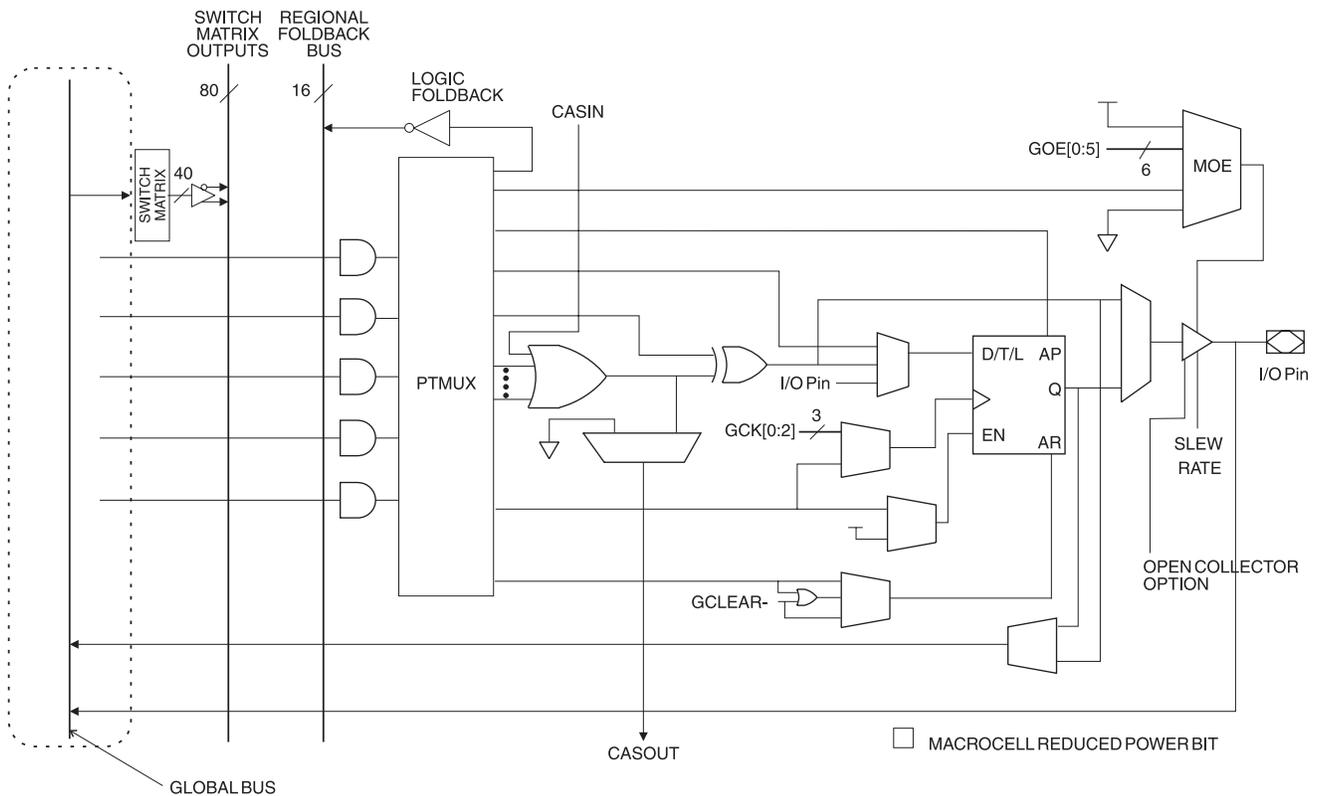 SWITCH
MATRIX
OUTPUTS
REGIONAL
FOLDBACK
BUS
80
16
LOGIC
FOLDBACK
CASIN
GOE[0:5]
6
MOE
SWITCH
MATRIX
40
PTMUX
D/T/L
AP
Q
EN
AR
I/O Pin
I/O Pin
GCK[0:2]
3
SLEW
RATE
OPEN COLLECTOR
OPTION
GCLEAR-
CASOUT
MACROCELL REDUCED POWER BIT
GLOBAL BUS